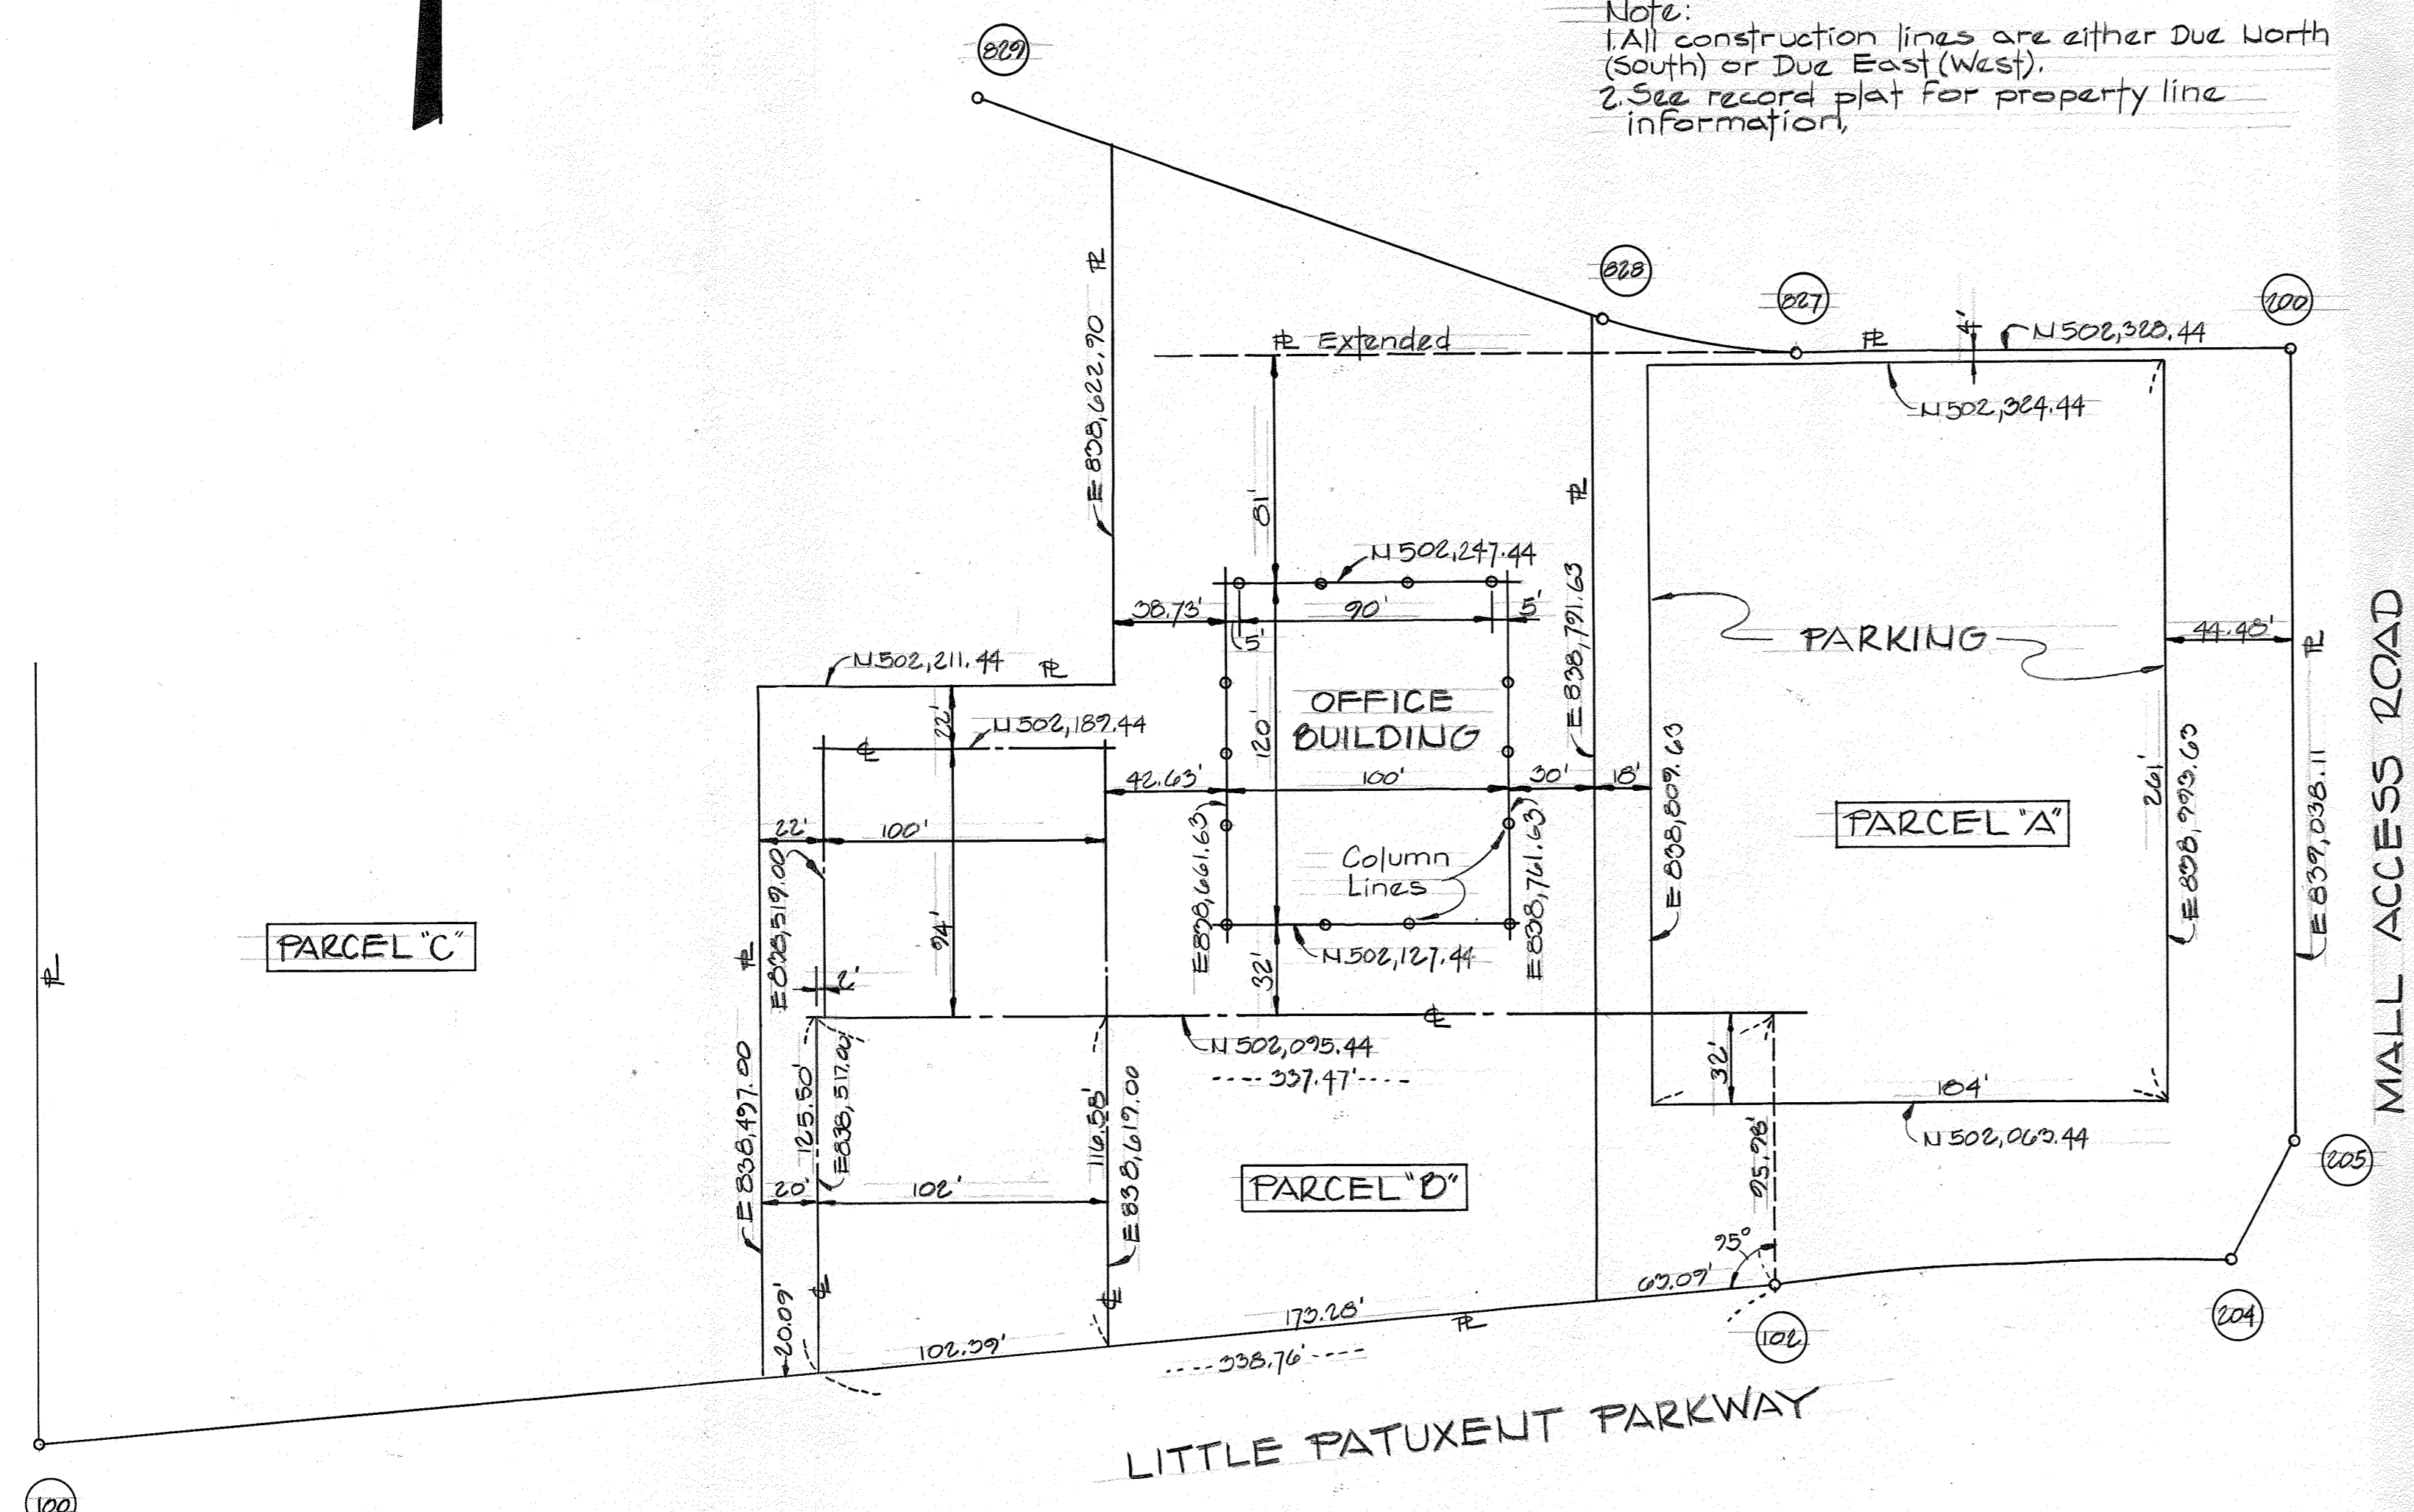 Note:
1. All construction lines are either Due North
(South) or Due East (West).
2. See record plat for property line
information.
829
828
827
200
PL Extended
PL
4'
N 502,328.44
N 502,324.44
E 838,622.90
PL
81'
N 502,247.44
38.73'
5'
90'
5'
PL
E 838,791.63
PARKING
44.48'
PL
N 502,211.44
PL
22'
N 502,189.44
CL
OFFICE
BUILDING
120'
42.63'
100'
30'
18'
E 838,809.63
261'
E 838,993.63
E 839,038.11
MALL ACCESS ROAD
22'
100'
E 838,519.00
94'
E 838,661.63
Column
Lines
E 838,761.63
PARCEL "A"
PARCEL "C"
PL
PL
2'
32'
N 502,127.44
CL
N 502,095.44
337.47'
32'
184'
N 502,063.44
E 838,497.00
125.50'
E 838,517.00
116.58'
E 838,619.00
95.98'
205
20'
102'
PARCEL "B"
95°
63.09'
CL
CL
20.09'
102.39'
173.28'
PL
338.76'
102
204
LITTLE PATUXENT PARKWAY
100